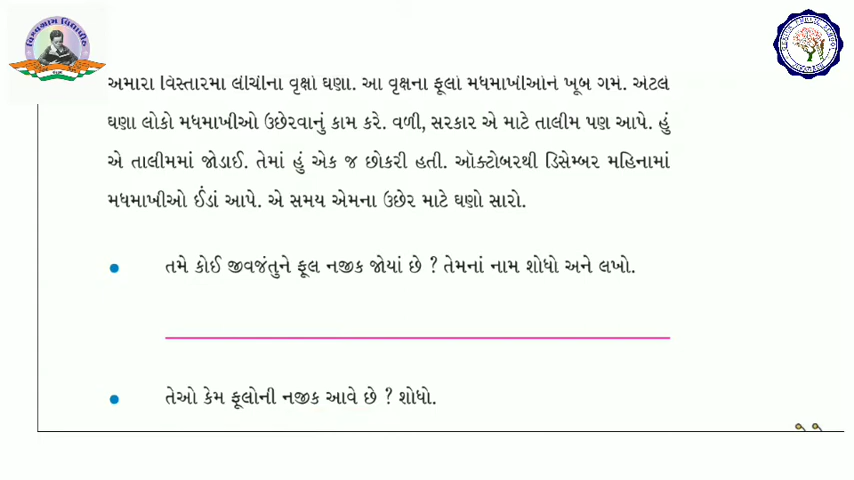 અમારા વિસ્તારમાં લીચીના વૃક્ષો ઘણા. આ વૃક્ષના ફૂલો મધમાખીઓને ખૂબ ગમે. એટલે
ઘણા લોકો મધમાખીઓ ઉછેરવાનું કામ કરે. વળી, સરકાર એ માટે તાલીમ પણ આપે. હું
એ તાલીમમાં જોડાઈ. તેમાં હું એક જ છોકરી હતી. ઑક્ટોબરથી ડિસેમ્બર મહિનામાં
મધમાખીઓ ઈંડાં આપે. એ સમય એમના ઉછેર માટે ઘણો સારો.
તમે કોઈ જીવજંતુને ફૂલ નજીક જોયાં છે ? તેમનાં નામ શોધો અને લખો.
તેઓ કેમ ફૂલોની નજીક આવે છે ? શોધો.